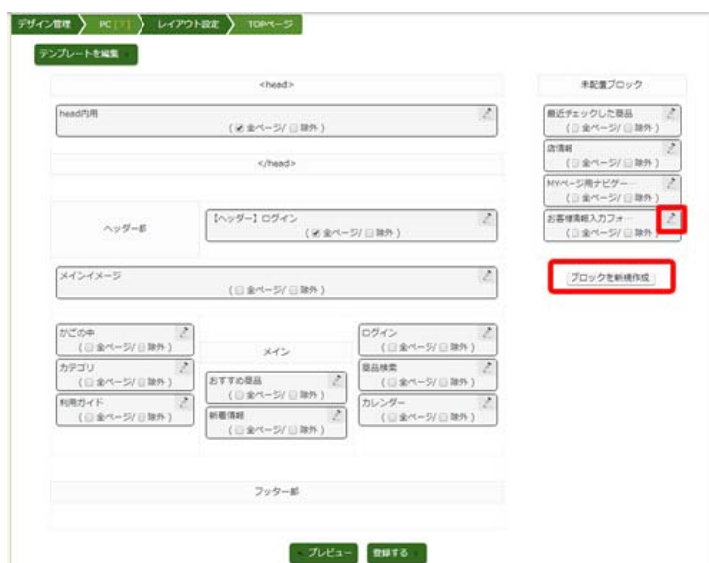 デザイン管理 PC[?] レイアウト設定 TOPページ
テンプレートを編集
<head>
head内用
( 全ページ/ 除外 )
</head>
ヘッダー部
【ヘッダー】ログイン
( 全ページ/ 除外 )
メインイメージ
( 全ページ/ 除外 )
かごの中
( 全ページ/ 除外 )
カテゴリ
( 全ページ/ 除外 )
利用ガイド
( 全ページ/ 除外 )
メイン
おすすめ商品
( 全ページ/ 除外 )
新着情報
( 全ページ/ 除外 )
ログイン
( 全ページ/ 除外 )
商品検索
( 全ページ/ 除外 )
カレンダー
( 全ページ/ 除外 )
フッター部
プレビュー 登録する
未配置ブロック
最近チェックした商品
( 全ページ/ 除外 )
店情報
( 全ページ/ 除外 )
MYページ用ナビゲー…
( 全ページ/ 除外 )
お客様情報入力フォ…
( 全ページ/ 除外 )
ブロックを新規作成